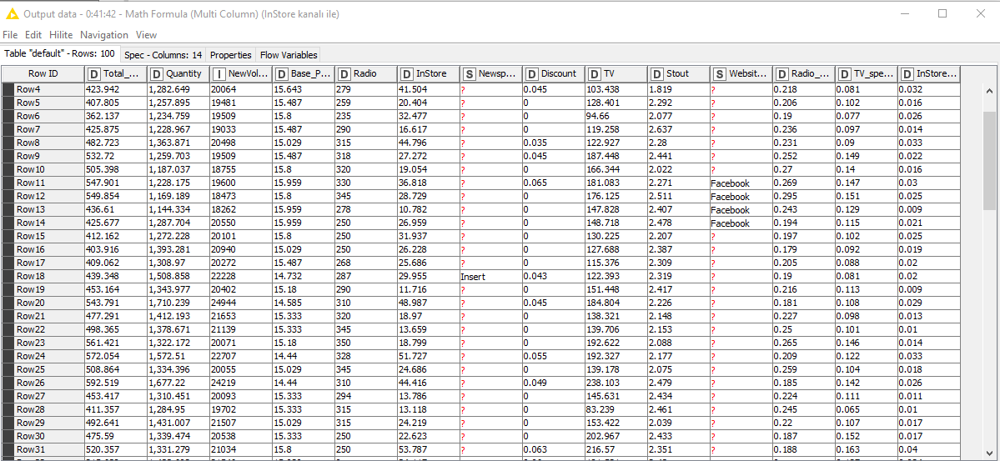 Output data - 0:41:42 - Math Formula (Multi Column) (InStore kanalı ile)
File Edit Hilite Navigation View
Table "default" - Rows: 100 Spec - Columns: 14 Properties Flow Variables
Row ID D Total_... D Quantity I NewVol... D Base_P... D Radio D InStore S Newsp... D Discount D TV D Stout S Websit... D Radio_... D TV_spe... D InStore...
Row4 423.942 1,282.649 20064 15.643 279 41.504 ? 0.045 103.438 1.819 ? 0.218 0.081 0.032
Row5 407.805 1,257.895 19481 15.487 259 20.404 ? 0 128.401 2.292 ? 0.206 0.102 0.016
Row6 362.137 1,234.759 19509 15.8 235 32.477 ? 0 94.66 2.077 ? 0.19 0.077 0.026
Row7 425.875 1,228.967 19033 15.487 290 16.617 ? 0 119.258 2.637 ? 0.236 0.097 0.014
Row8 482.723 1,363.871 20498 15.029 315 44.796 ? 0.035 122.927 2.28 ? 0.231 0.09 0.033
Row9 532.72 1,259.703 19509 15.487 318 27.272 ? 0.045 187.448 2.441 ? 0.252 0.149 0.022
Row10 505.398 1,187.037 18755 15.8 320 19.054 ? 0 166.344 2.022 ? 0.27 0.14 0.016
Row11 547.901 1,228.175 19600 15.959 330 36.818 ? 0.065 181.083 2.271 Facebook 0.269 0.147 0.03
Row12 549.854 1,169.189 18473 15.8 345 28.729 ? 0 176.125 2.511 Facebook 0.295 0.151 0.025
Row13 436.61 1,144.334 18262 15.959 278 10.782 ? 0 147.828 2.407 Facebook 0.243 0.129 0.009
Row14 425.677 1,287.704 20550 15.959 250 26.959 ? 0 148.718 2.478 Facebook 0.194 0.115 0.021
Row15 412.162 1,272.228 20101 15.8 250 31.937 ? 0 130.225 2.207 ? 0.197 0.102 0.025
Row16 403.916 1,393.281 20940 15.029 250 26.228 ? 0 127.688 2.387 ? 0.179 0.092 0.019
Row17 409.062 1,308.97 20272 15.487 268 25.686 ? 0 115.376 2.309 ? 0.205 0.088 0.02
Row18 439.348 1,508.858 22228 14.732 287 29.955 Insert 0.043 122.393 2.319 ? 0.19 0.081 0.02
Row19 453.164 1,343.977 20402 15.18 290 11.716 ? 0 151.448 2.417 ? 0.216 0.113 0.009
Row20 543.791 1,710.239 24944 14.585 310 48.987 ? 0.045 184.804 2.226 ? 0.181 0.108 0.029
Row21 477.291 1,412.193 21653 15.333 320 18.97 ? 0 138.321 2.148 ? 0.227 0.098 0.013
Row22 498.365 1,378.671 21139 15.333 345 13.659 ? 0 139.706 2.153 ? 0.25 0.101 0.01
Row23 561.421 1,322.172 20071 15.18 350 18.799 ? 0 192.622 2.088 ? 0.265 0.146 0.014
Row24 572.054 1,572.51 22707 14.44 328 51.727 ? 0.055 192.327 2.177 ? 0.209 0.122 0.033
Row25 508.864 1,334.396 20055 15.029 345 24.686 ? 0 139.178 2.075 ? 0.259 0.104 0.018
Row26 592.519 1,677.22 24219 14.44 310 44.416 ? 0.049 238.103 2.479 ? 0.185 0.142 0.026
Row27 453.417 1,310.451 20093 15.333 294 13.786 ? 0 145.631 2.434 ? 0.224 0.111 0.011
Row28 411.357 1,284.95 19702 15.333 315 13.118 ? 0 83.239 2.461 ? 0.245 0.065 0.01
Row29 492.641 1,431.007 21507 15.029 315 24.219 ? 0 153.422 2.039 ? 0.22 0.107 0.017
Row30 475.59 1,339.474 20538 15.333 250 22.623 ? 0 202.967 2.433 ? 0.187 0.152 0.017
Row31 520.357 1,331.279 21034 15.8 250 53.787 ? 0.063 216.57 2.351 ? 0.188 0.163 0.04